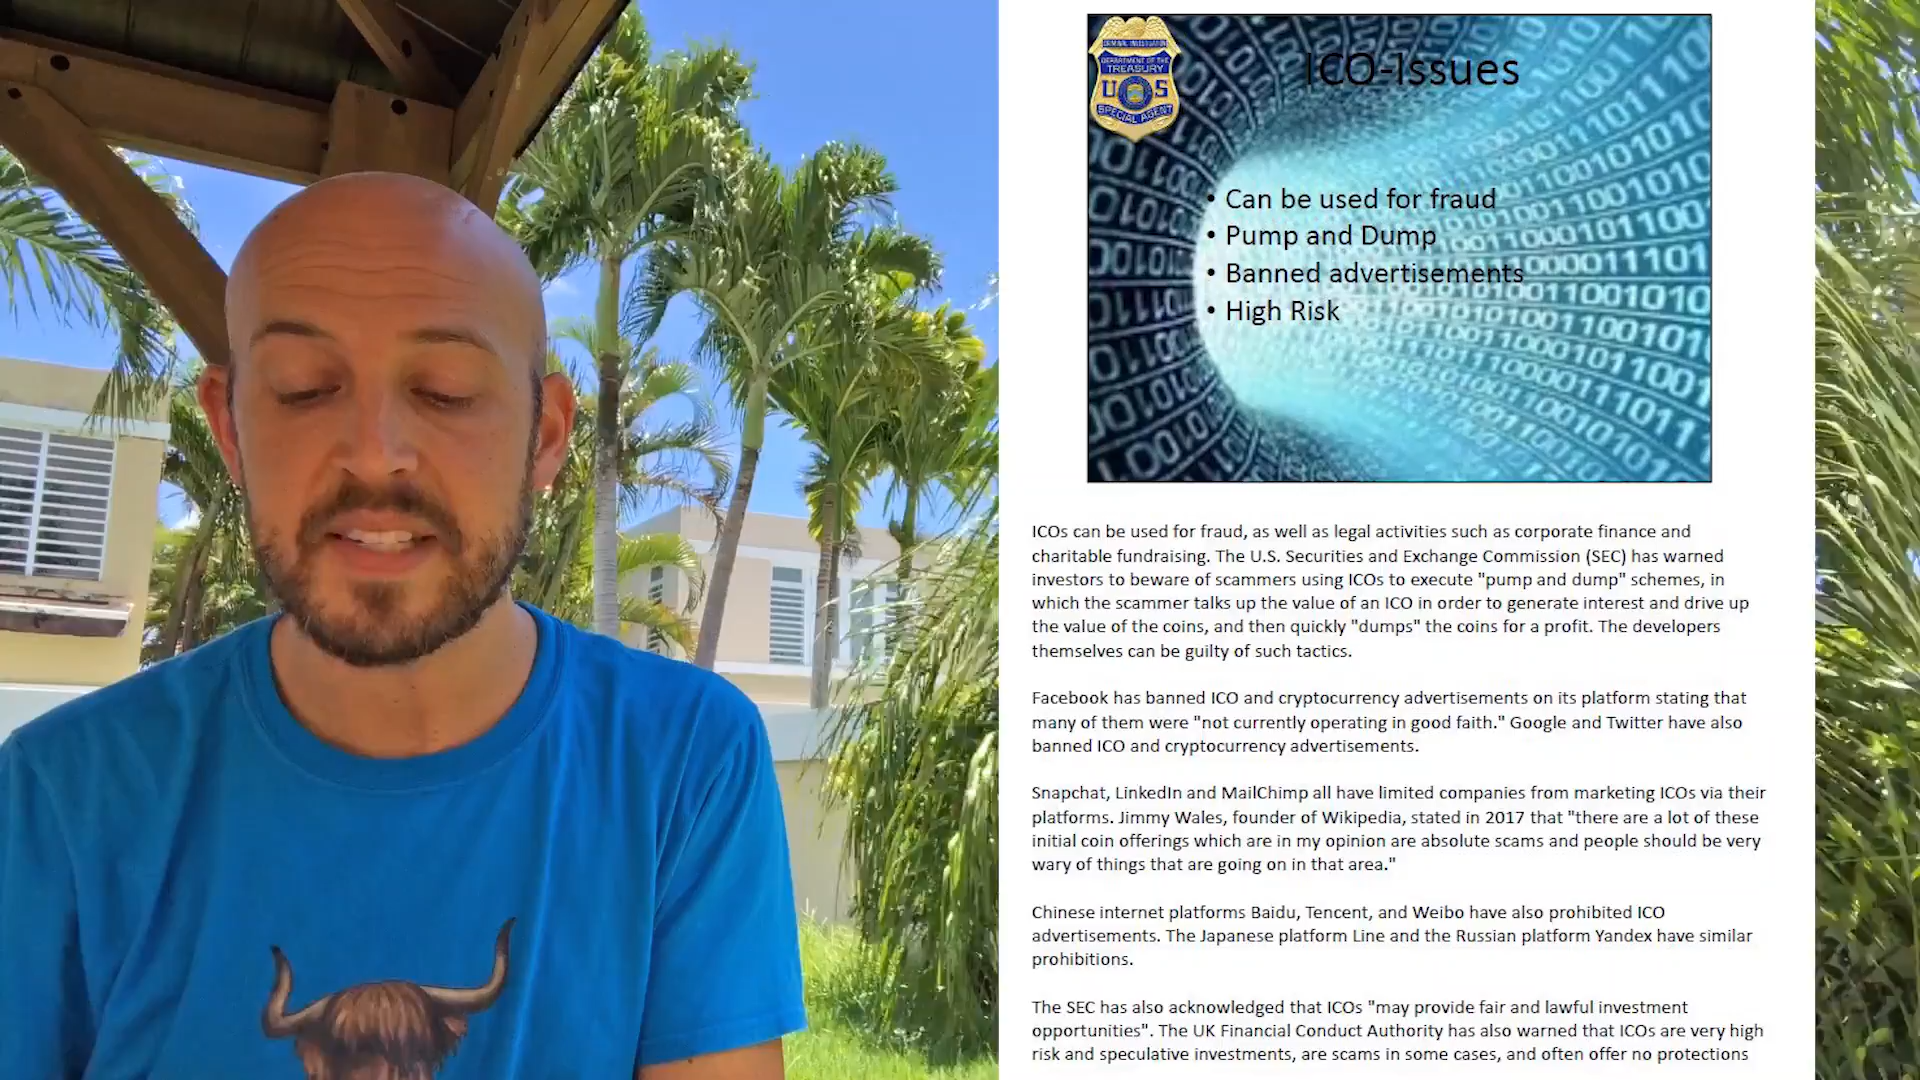 CRIMINAL INVESTIGATION
DEPARTMENT OF THE
TREASURY
U S
SPECIAL AGENT
ICO-Issues
• Can be used for fraud
• Pump and Dump
• Banned advertisements
• High Risk
ICOs can be used for fraud, as well as legal activities such as corporate finance and
charitable fundraising. The U.S. Securities and Exchange Commission (SEC) has warned
investors to beware of scammers using ICOs to execute "pump and dump" schemes, in
which the scammer talks up the value of an ICO in order to generate interest and drive up
the value of the coins, and then quickly "dumps" the coins for a profit. The developers
themselves can be guilty of such tactics.
Facebook has banned ICO and cryptocurrency advertisements on its platform stating that
many of them were "not currently operating in good faith." Google and Twitter have also
banned ICO and cryptocurrency advertisements.
Snapchat, LinkedIn and MailChimp all have limited companies from marketing ICOs via their
platforms. Jimmy Wales, founder of Wikipedia, stated in 2017 that "there are a lot of these
initial coin offerings which are in my opinion are absolute scams and people should be very
wary of things that are going on in that area."
Chinese internet platforms Baidu, Tencent, and Weibo have also prohibited ICO
advertisements. The Japanese platform Line and the Russian platform Yandex have similar
prohibitions.
The SEC has also acknowledged that ICOs "may provide fair and lawful investment
opportunities". The UK Financial Conduct Authority has also warned that ICOs are very high
risk and speculative investments, are scams in some cases, and often offer no protections